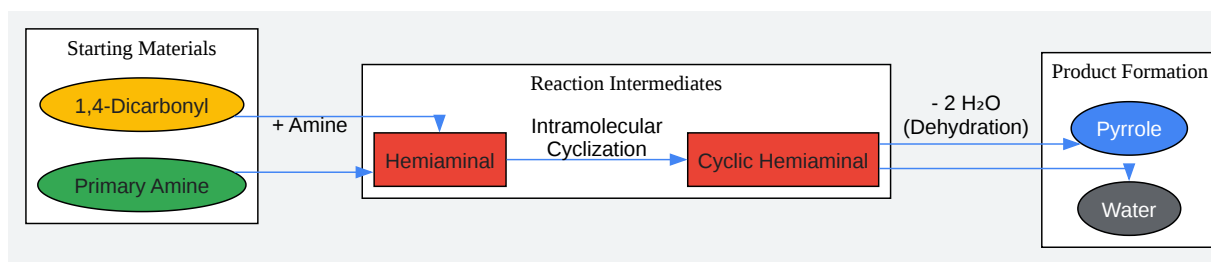 Starting Materials
1,4-Dicarbonyl
Primary Amine
+ Amine
Reaction Intermediates
Hemiaminal
Intramolecular
Cyclization
Cyclic Hemiaminal
- 2 H₂O
(Dehydration)
Product Formation
Pyrrole
Water